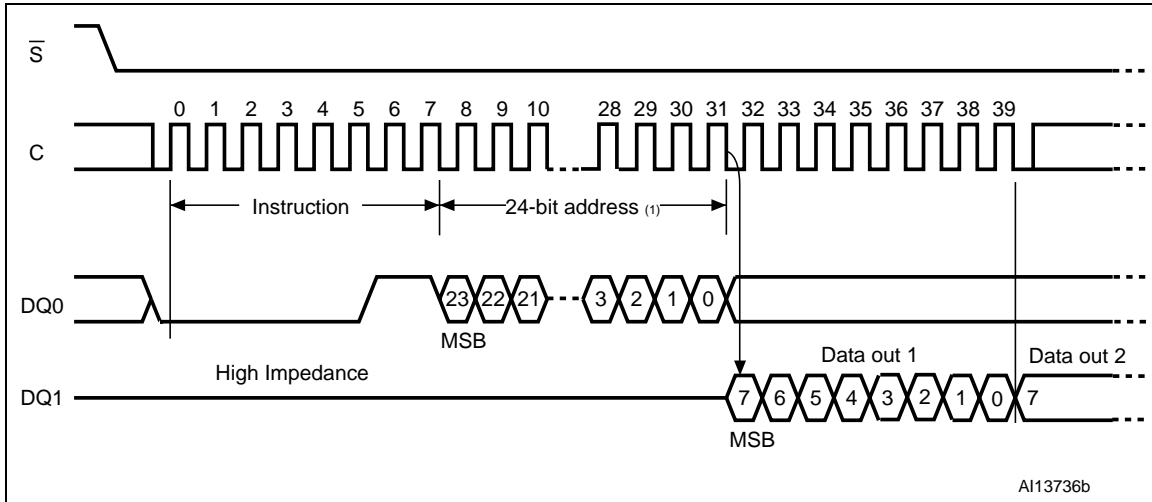 S
0 1 2 3 4 5 6 7 8 9 10 28 29 30 31 32 33 34 35 36 37 38 39
C
Instruction 24-bit address (1)
DQ0 23 22 21 3 2 1 0
MSB
High Impedance Data out 1 Data out 2
DQ1 7 6 5 4 3 2 1 0 7
MSB
AI13736b